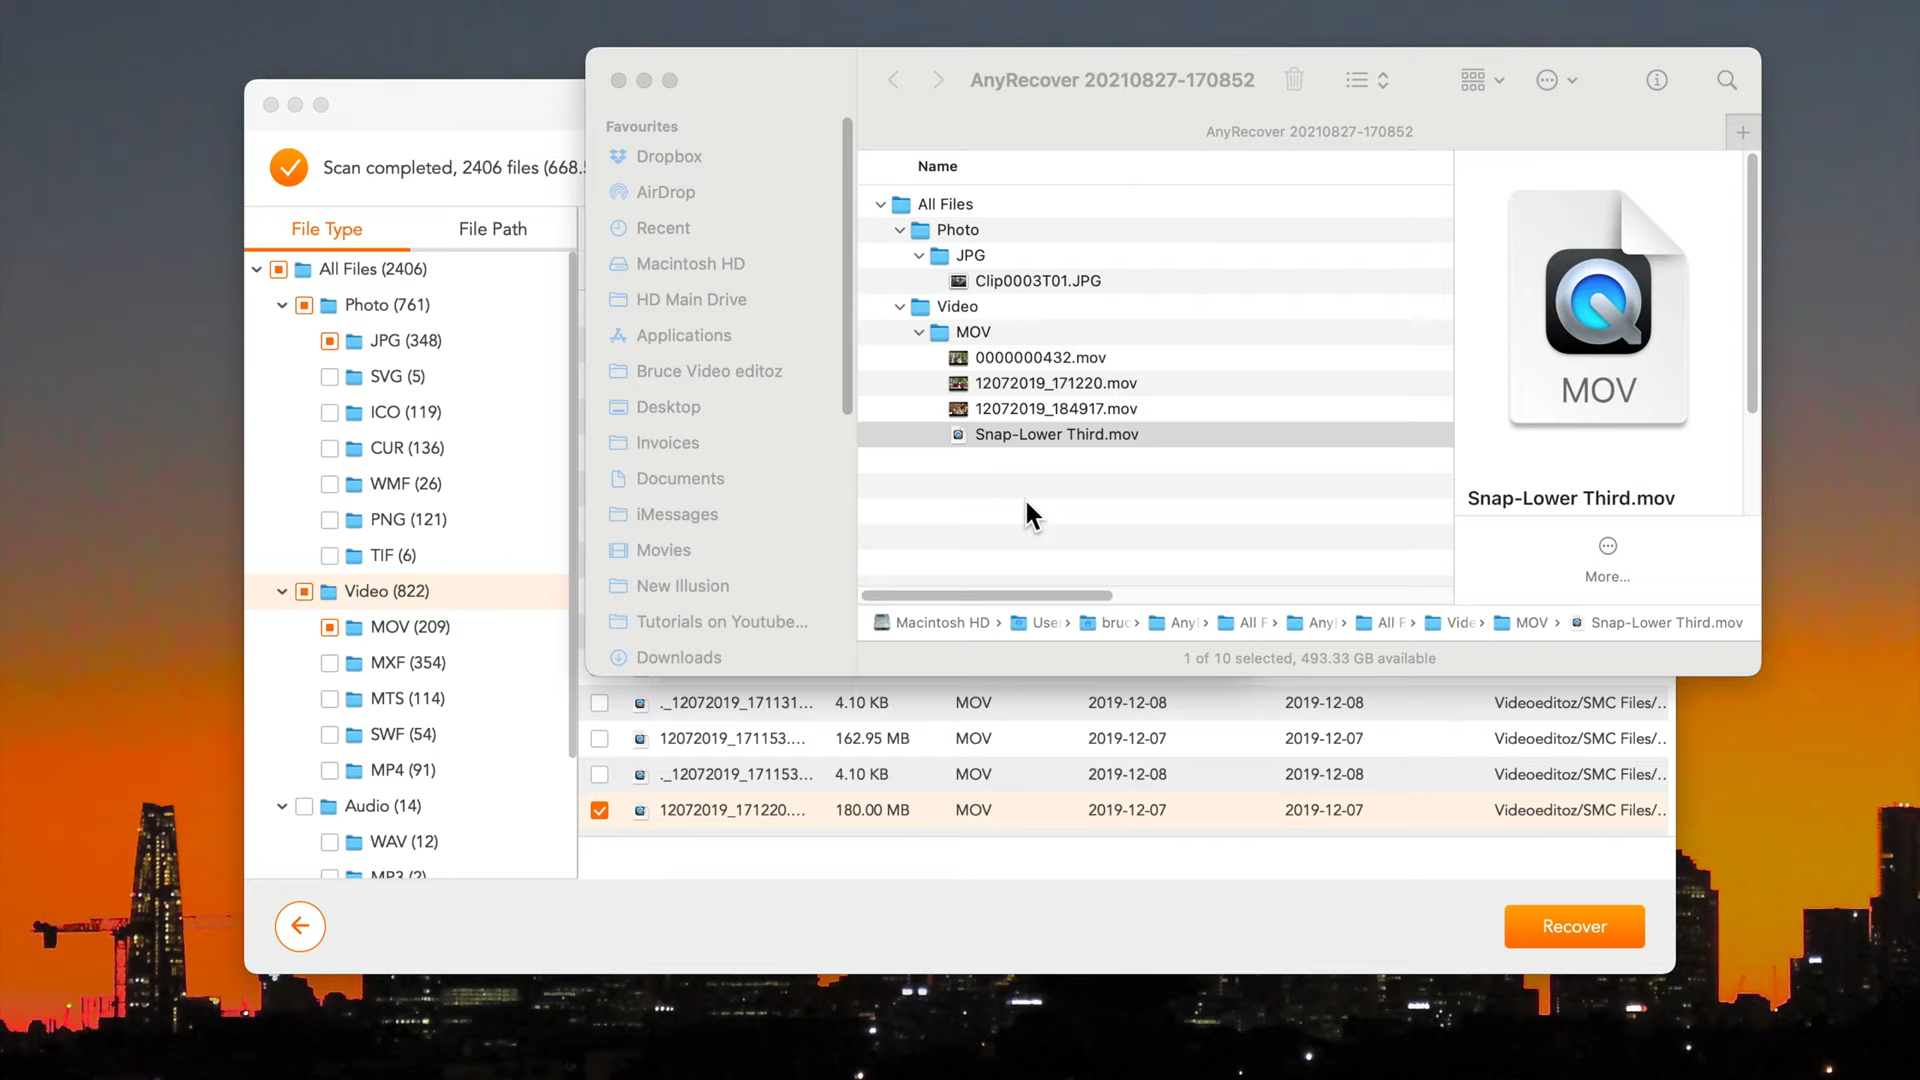 AnyRecover 20210827-170852
AnyRecover 20210827-170852
Favourites
Dropbox
AirDrop
Recent
Macintosh HD
HD Main Drive
Applications
Bruce Video editoz
Desktop
Invoices
Documents
iMessages
Movies
New Illusion
Tutorials on Youtube...
Downloads
Name
All Files
Photo
JPG
Clip0003T01.JPG
Video
MOV
0000000432.mov
12072019_171220.mov
12072019_184917.mov
Snap-Lower Third.mov
MOV
Snap-Lower Third.mov
More...
Macintosh HD › Use › bruc › Any › All F › Any › All F › Vide › MOV › Snap-Lower Third.mov
1 of 10 selected, 493.33 GB available
Scan completed, 2406 files (668.
File Type File Path
All Files (2406)
Photo (761)
JPG (348)
SVG (5)
ICO (119)
CUR (136)
WMF (26)
PNG (121)
TIF (6)
Video (822)
MOV (209)
MXF (354)
MTS (114)
SWF (54)
MP4 (91)
Audio (14)
WAV (12)
MP3 (2)
._12072019_171131... 4.10 KB MOV 2019-12-08 2019-12-08 Videoeditoz/SMC Files/..
12072019_171153.... 162.95 MB MOV 2019-12-07 2019-12-07 Videoeditoz/SMC Files/..
._12072019_171153... 4.10 KB MOV 2019-12-08 2019-12-08 Videoeditoz/SMC Files/..
12072019_171220.... 180.00 MB MOV 2019-12-07 2019-12-07 Videoeditoz/SMC Files/..
Recover